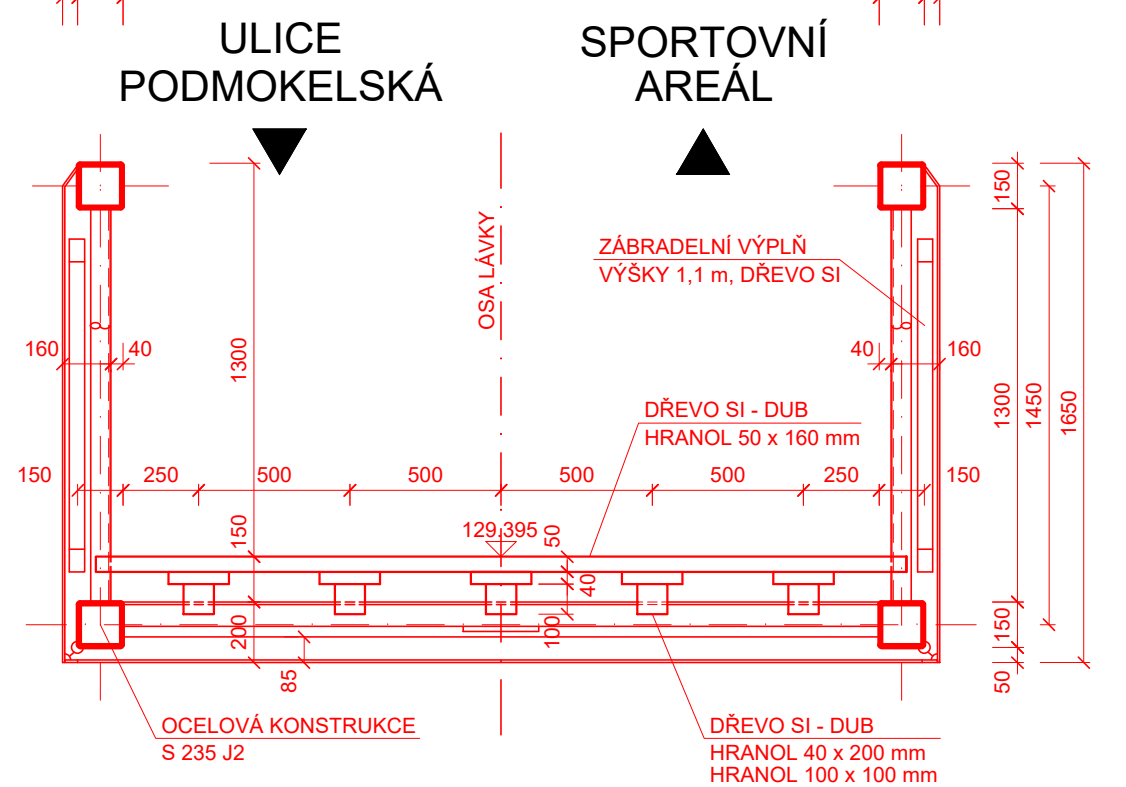 ULICE
PODMOKELSKÁ
SPORTOVNÍ
AREÁL
OSA LÁVKY
ZÁBRADELNÍ VÝPLŇ
VÝŠKY 1,1 m, DŘEVO SI
150
160
40
1300
40
160
1300
1450
1650
DŘEVO SI - DUB
HRANOL 50 x 160 mm
150
250
500
500
500
500
250
150
150
129.395
50
40
200
100
150
85
50
OCELOVÁ KONSTRUKCE
S 235 J2
DŘEVO SI - DUB
HRANOL 40 x 200 mm
HRANOL 100 x 100 mm